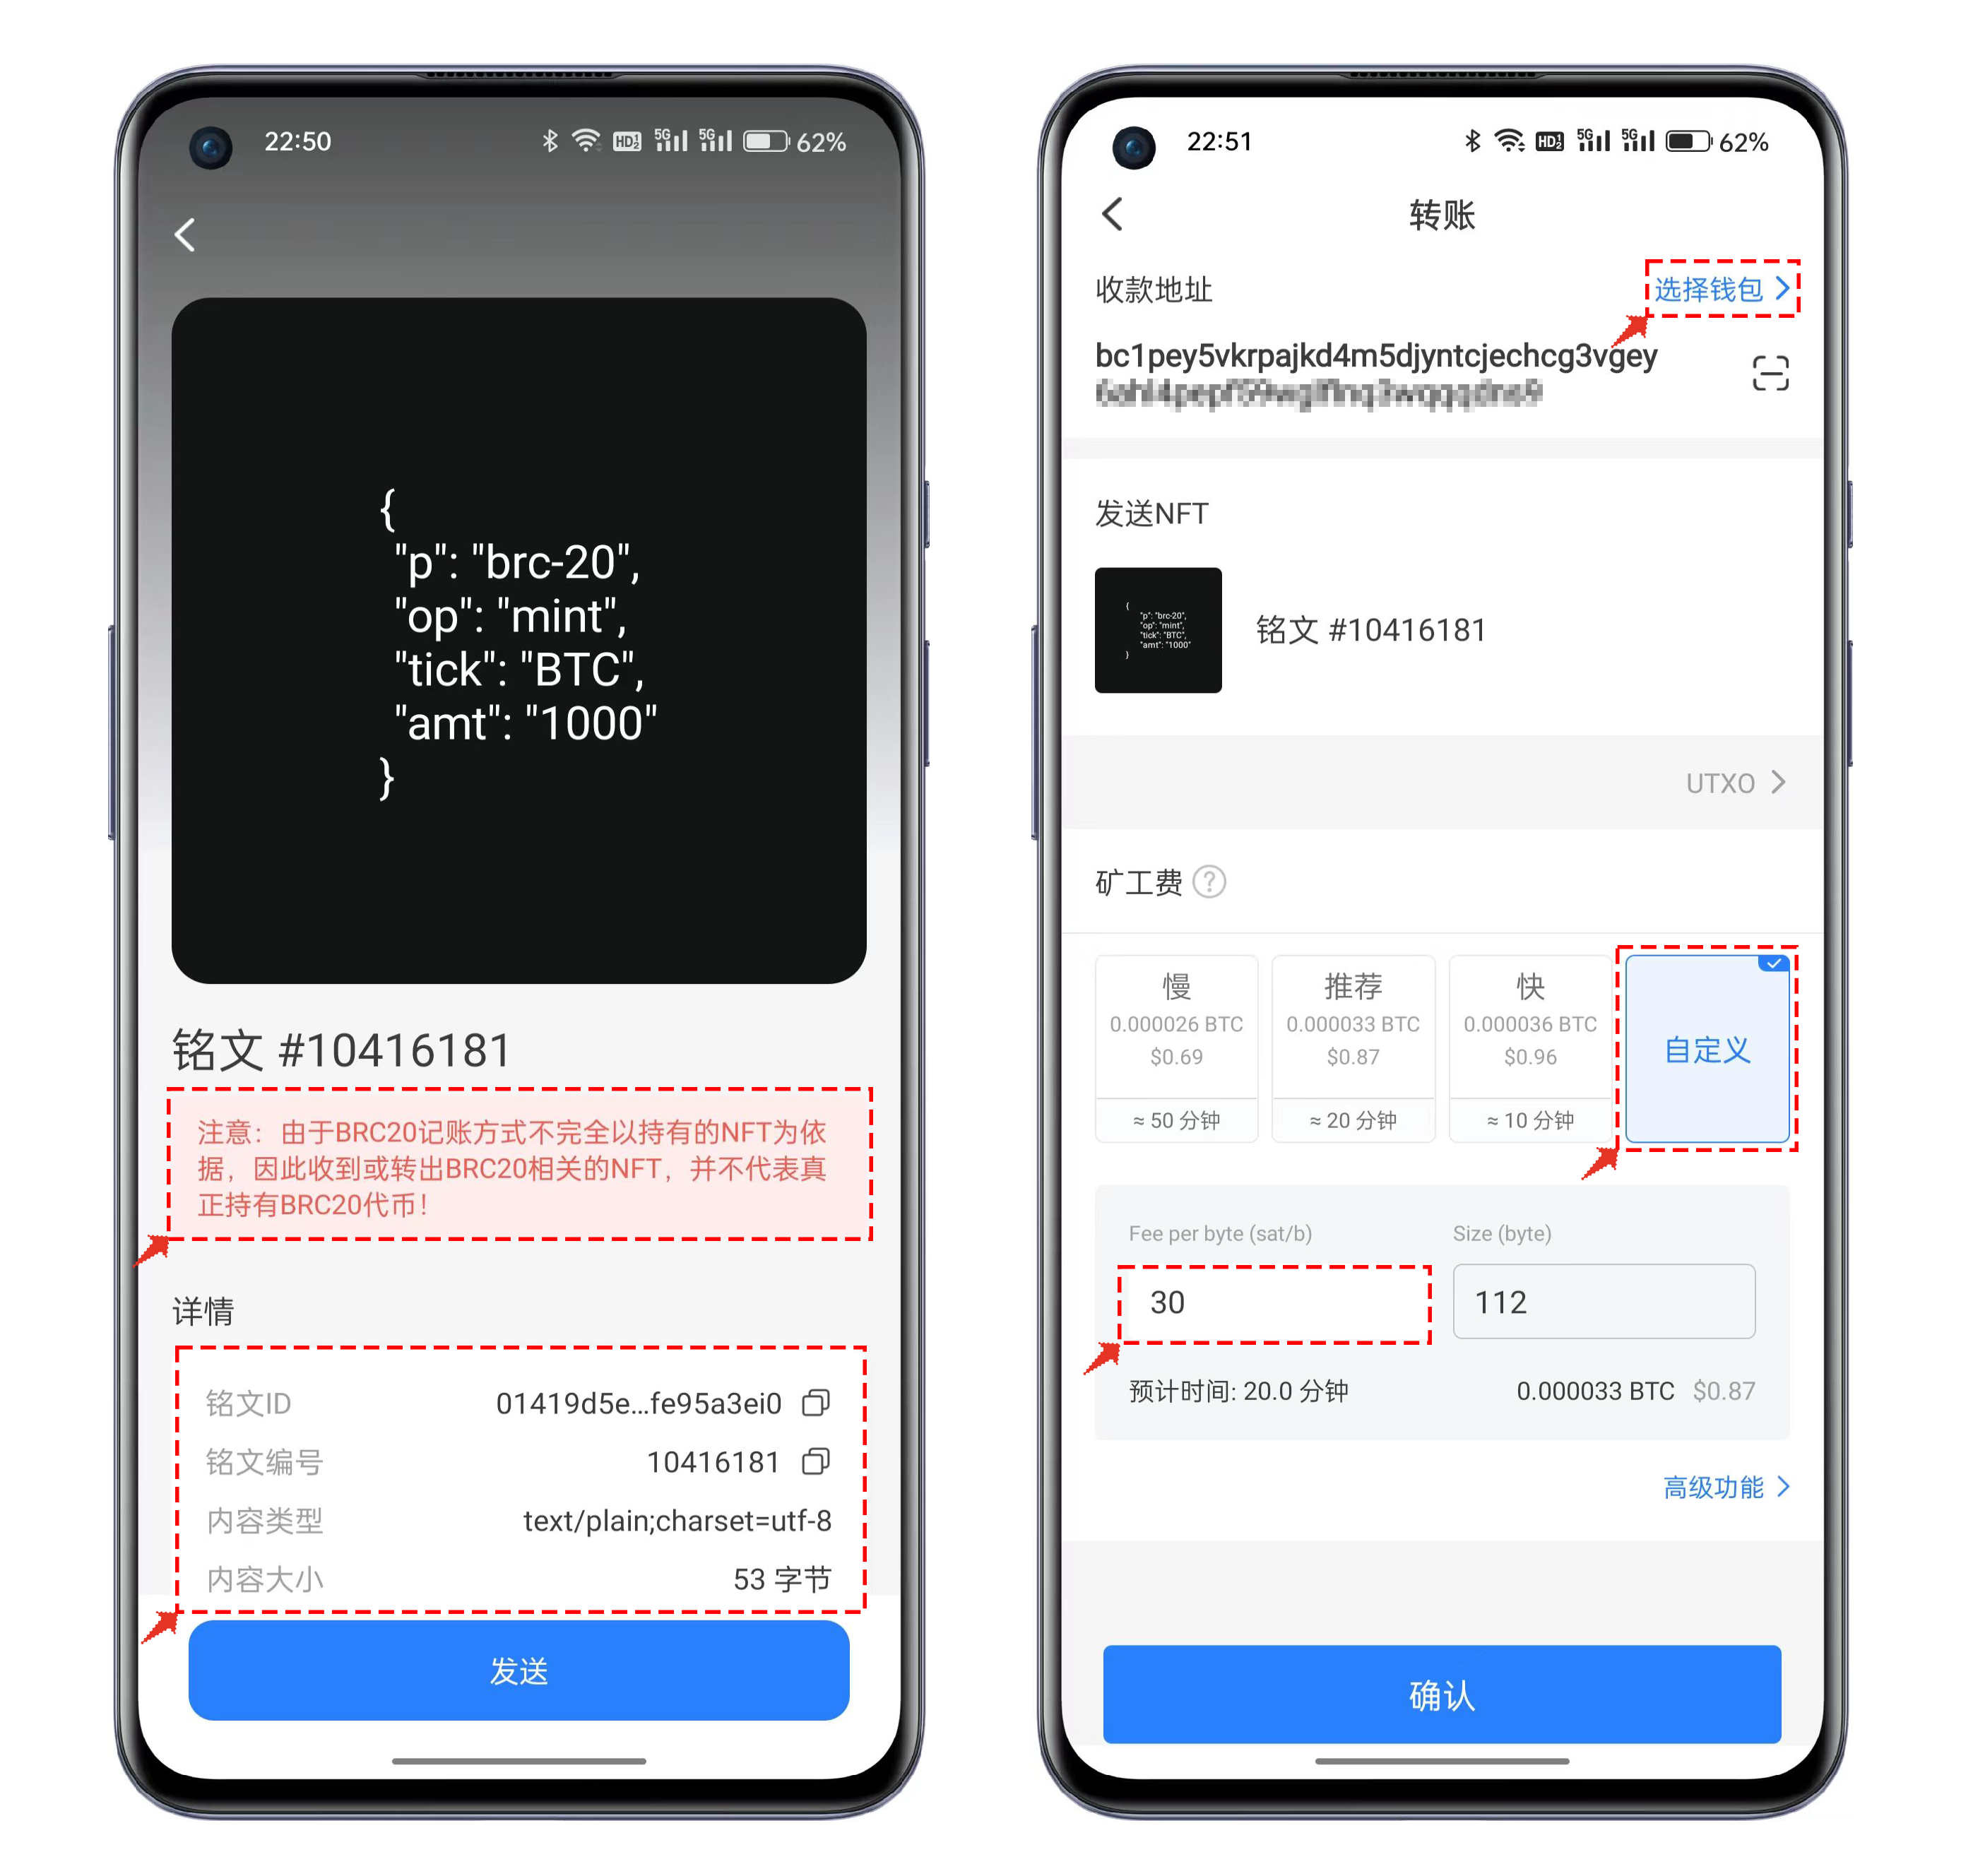 22:50
HD
5G
5G
62%
{
"p": "brc-20",
"op": "mint",
"tick": "BTC",
"amt": "1000"
}
铭文 #10416181
注意：由于BRC20记账方式不完全以持有的NFT为依
据，因此收到或转出BRC20相关的NFT，并不代表真
正持有BRC20代币！
详情
铭文ID 01419d5e...fe95a3ei0
铭文编号 10416181
内容类型 text/plain;charset=utf-8
内容大小 53 字节
发送
22:51
HD
5G
5G
62%
转账
收款地址 选择钱包
bc1pey5vkrpajkd4m5djyntcjechcg3vgey
发送NFT
{
"p": "brc-20",
"op": "mint",
"tick": "BTC",
"amt": "1000"
}
铭文 #10416181
UTXO
矿工费 ?
慢
0.000026 BTC
$0.69
≈ 50 分钟
推荐
0.000033 BTC
$0.87
≈ 20 分钟
快
0.000036 BTC
$0.96
≈ 10 分钟
自定义
Fee per byte (sat/b) Size (byte)
30 112
预计时间: 20.0 分钟 0.000033 BTC $0.87
高级功能
确认